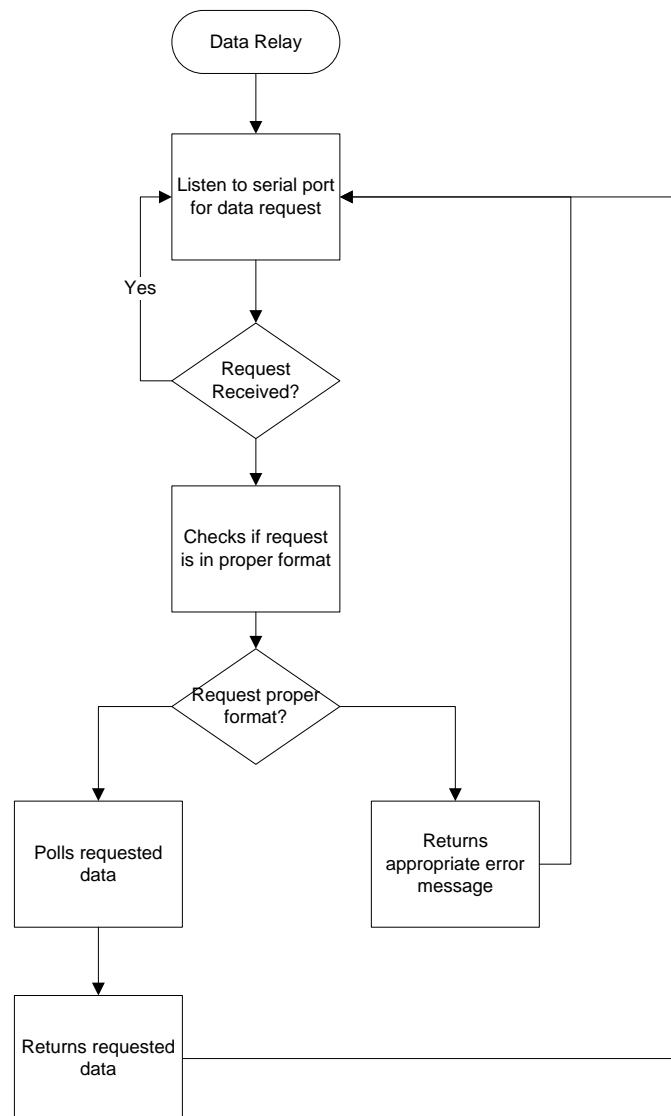 Data Relay
Listen to serial port
for data request
Yes
Request
Received?
Checks if request
is in proper format
Request proper
format?
Polls requested
data
Returns
appropriate error
message
Returns requested
data